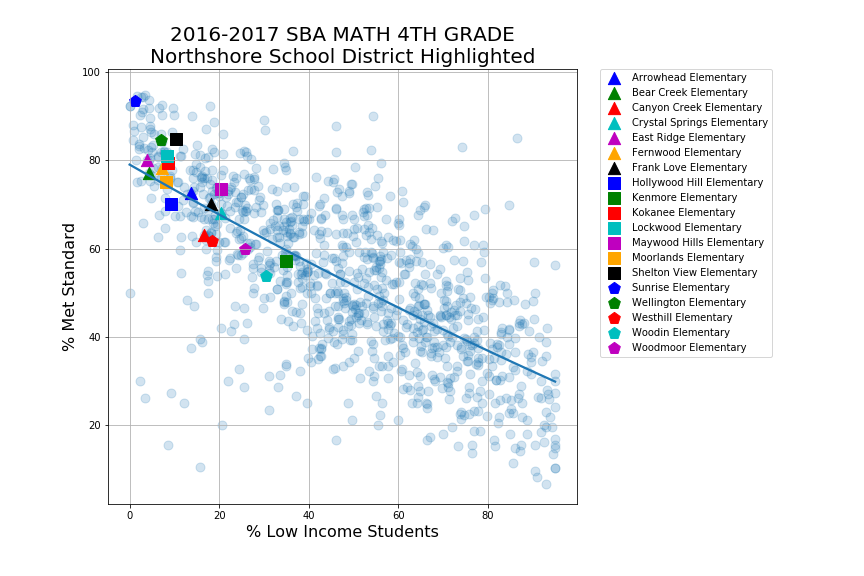 2016-2017 SBA MATH 4TH GRADE
Northshore School District Highlighted
100
80
60
40
20
% Met Standard
0
20
40
60
80
% Low Income Students
Arrowhead Elementary
Bear Creek Elementary
Canyon Creek Elementary
Crystal Springs Elementary
East Ridge Elementary
Fernwood Elementary
Frank Love Elementary
Hollywood Hill Elementary
Kenmore Elementary
Kokanee Elementary
Lockwood Elementary
Maywood Hills Elementary
Moorlands Elementary
Shelton View Elementary
Sunrise Elementary
Wellington Elementary
Westhill Elementary
Woodin Elementary
Woodmoor Elementary